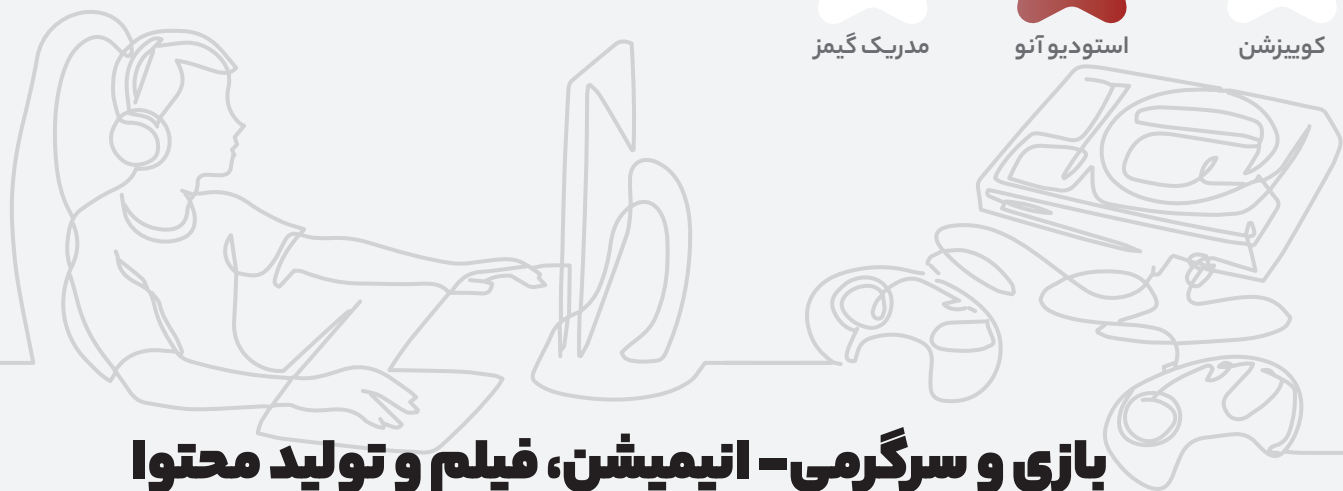 کوییزشن استودیو آنو مدریک گیمز
بازی و سرگرمی- انیمیشن، فیلم و تولید محتوا